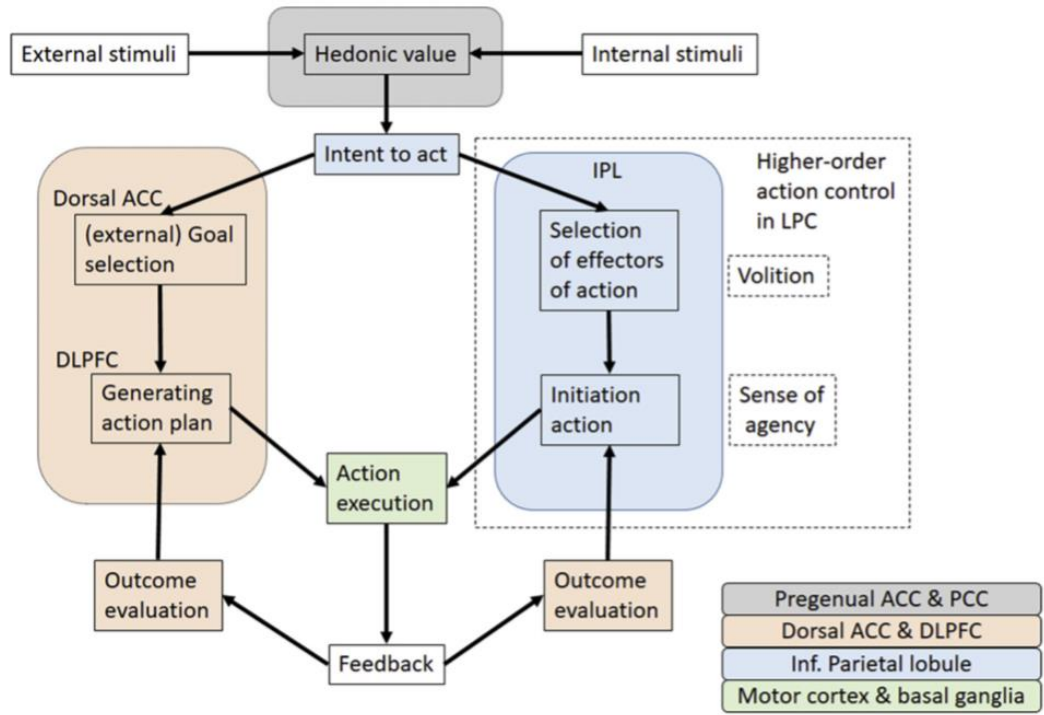 External stimuli
Hedonic value
Internal stimuli
Intent to act
Dorsal ACC
(external) Goal
selection
DLPFC
Generating
action plan
IPL
Selection
of effectors
of action
Initiation
action
Higher-order
action control
in LPC
Volition
Sense of
agency
Action
execution
Outcome
evaluation
Outcome
evaluation
Feedback
Pregenual ACC & PCC
Dorsal ACC & DLPFC
Inf. Parietal lobule
Motor cortex & basal ganglia